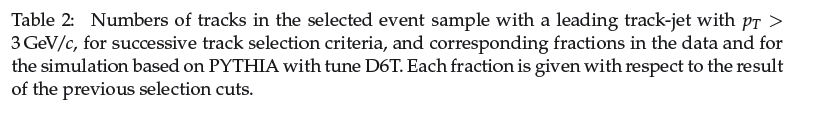 Table 2: Numbers of tracks in the selected event sample with a leading track-jet with pT >
3 GeV/c, for successive track selection criteria, and corresponding fractions in the data and for
the simulation based on PYTHIA with tune D6T. Each fraction is given with respect to the result
of the previous selection cuts.